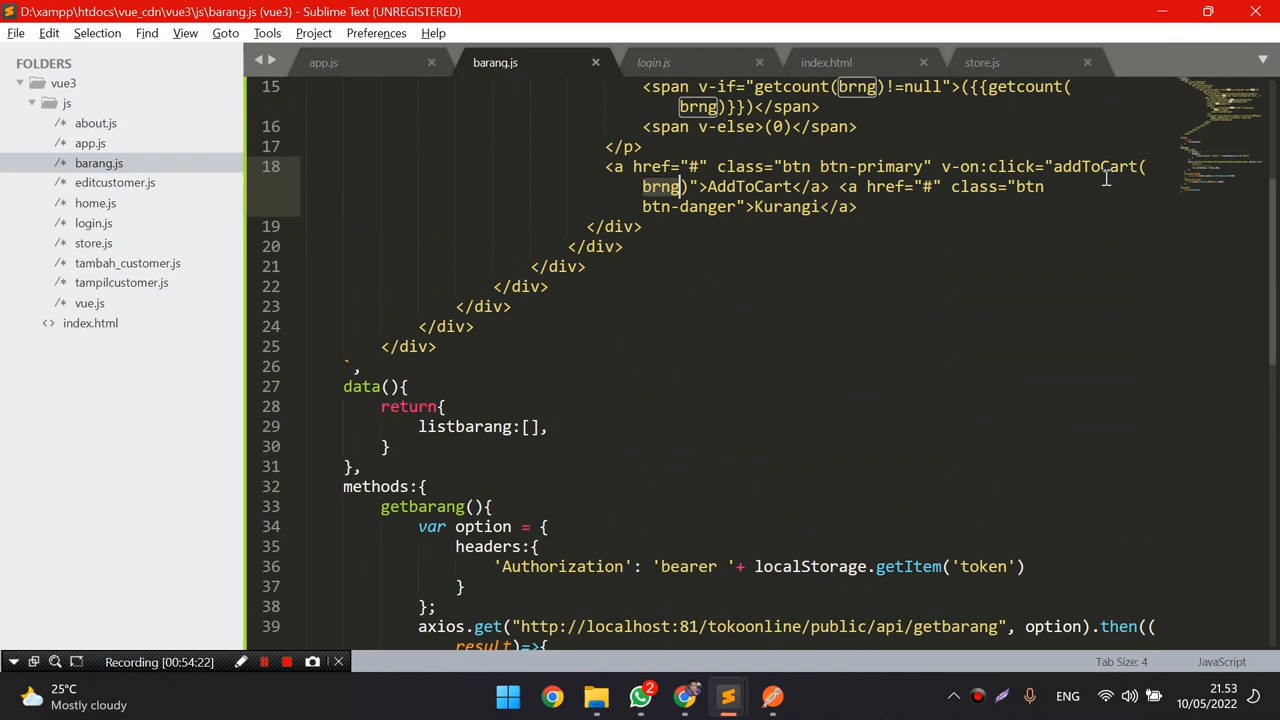 D:\xampp\htdocs\vue_cdn\vue3\js\barang.js (vue3) - Sublime Text (UNREGISTERED)
File Edit Selection Find View Goto Tools Project Preferences Help
FOLDERS
vue3
js
about.js
app.js
barang.js
editcustomer.js
home.js
login.js
store.js
tambah_customer.js
tampilcustomer.js
vue.js
index.html
app.js barang.js login.js index.html store.js
15 <span v-if="getcount(brng)!=null">({{getcount(
brng)}})</span>
16 <span v-else>(0)</span>
17 </p>
18 <a href="#" class="btn btn-primary" v-on:click="addToCart(
brng)">AddToCart</a> <a href="#" class="btn
btn-danger">Kurangi</a>
19 </div>
20 </div>
21 </div>
22 </div>
23 </div>
24 </div>
25 </div>
26 `,
27 data(){
28 return{
29 listbarang:[],
30 }
31 },
32 methods:{
33 getbarang(){
34 var option = {
35 headers:{
36 'Authorization': 'bearer '+ localStorage.getItem('token')
37 }
38 };
39 axios.get("http://localhost:81/tokoonline/public/api/getbarang", option).then((
result)=>{
Recording [00:54:22]
Tab Size: 4
JavaScript
25°C
Mostly cloudy
2
ENG
21.53
10/05/2022